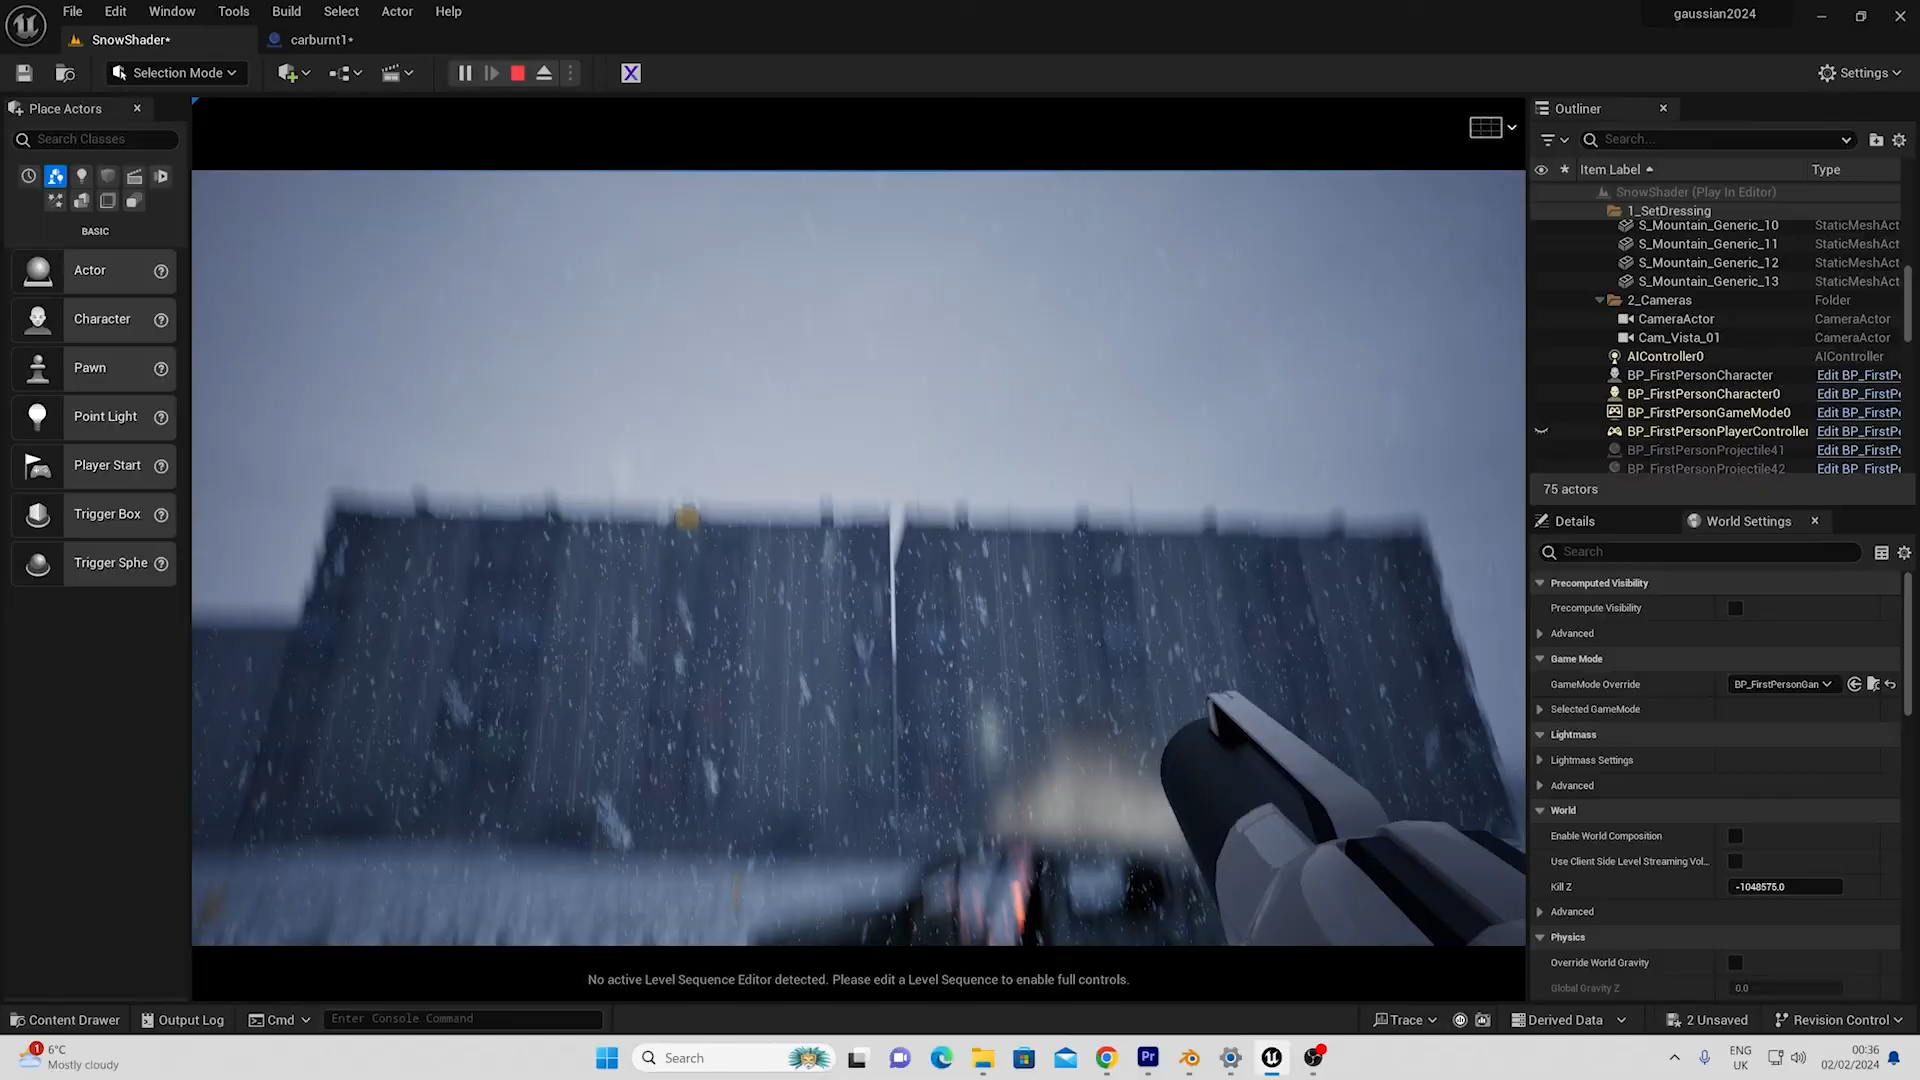 File Edit Window Tools Build Select Actor Help
gaussian2024
SnowShader*
carburnt1*
Selection Mode
Settings
Place Actors
Search Classes
BASIC
Actor
Character
Pawn
Point Light
Player Start
Trigger Box
Trigger Sphe
No active Level Sequence Editor detected. Please edit a Level Sequence to enable full controls.
Outliner
Search...
Item Label Type
SnowShader (Play In Editor)
1_SetDressing
S_Mountain_Generic_10 StaticMeshAct
S_Mountain_Generic_11 StaticMeshAct
S_Mountain_Generic_12 StaticMeshAct
S_Mountain_Generic_13 StaticMeshAct
2_Cameras Folder
CameraActor CameraActor
Cam_Vista_01 CameraActor
AIController0 AIController
BP_FirstPersonCharacter Edit BP_FirstPe
BP_FirstPersonCharacter0 Edit BP_FirstPe
BP_FirstPersonGameMode0 Edit BP_FirstPe
BP_FirstPersonPlayerController Edit BP_FirstPe
BP_FirstPersonProjectile41 Edit BP_FirstPe
BP_FirstPersonProjectile42 Edit BP_FirstPe
75 actors
Details
World Settings
Search
Precomputed Visibility
Precompute Visibility
Advanced
Game Mode
GameMode Override BP_FirstPersonGan
Selected GameMode
Lightmass
Lightmass Settings
Advanced
World
Enable World Composition
Use Client Side Level Streaming Vol...
Kill Z -1048575.0
Advanced
Physics
Override World Gravity
Global Gravity Z 0.0
Content Drawer
Output Log
Cmd
Enter Console Command
Trace
Derived Data
2 Unsaved
Revision Control
1
6°C
Mostly cloudy
Search
Pr
ENG
UK
00:36
02/02/2024